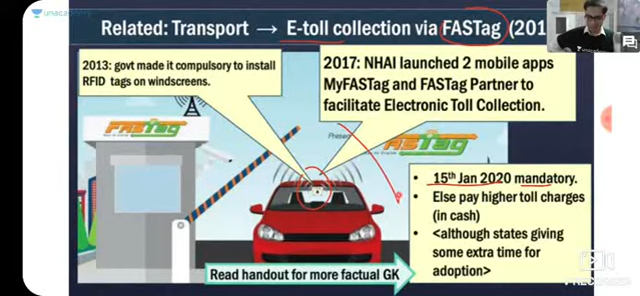 unacademy
Related: Transport → E-toll collection via FASTag (201
2013: govt made it compulsory to install
RFID tags on windscreens.
2017: NHAI launched 2 mobile apps
MyFASTag and FASTag Partner to
facilitate Electronic Toll Collection.
FASTag
Present
ASTag
15th Jan 2020 mandatory.
Else pay higher toll charges
(in cash)
<although states giving
some extra time for
adoption>
Read handout for more factual GK